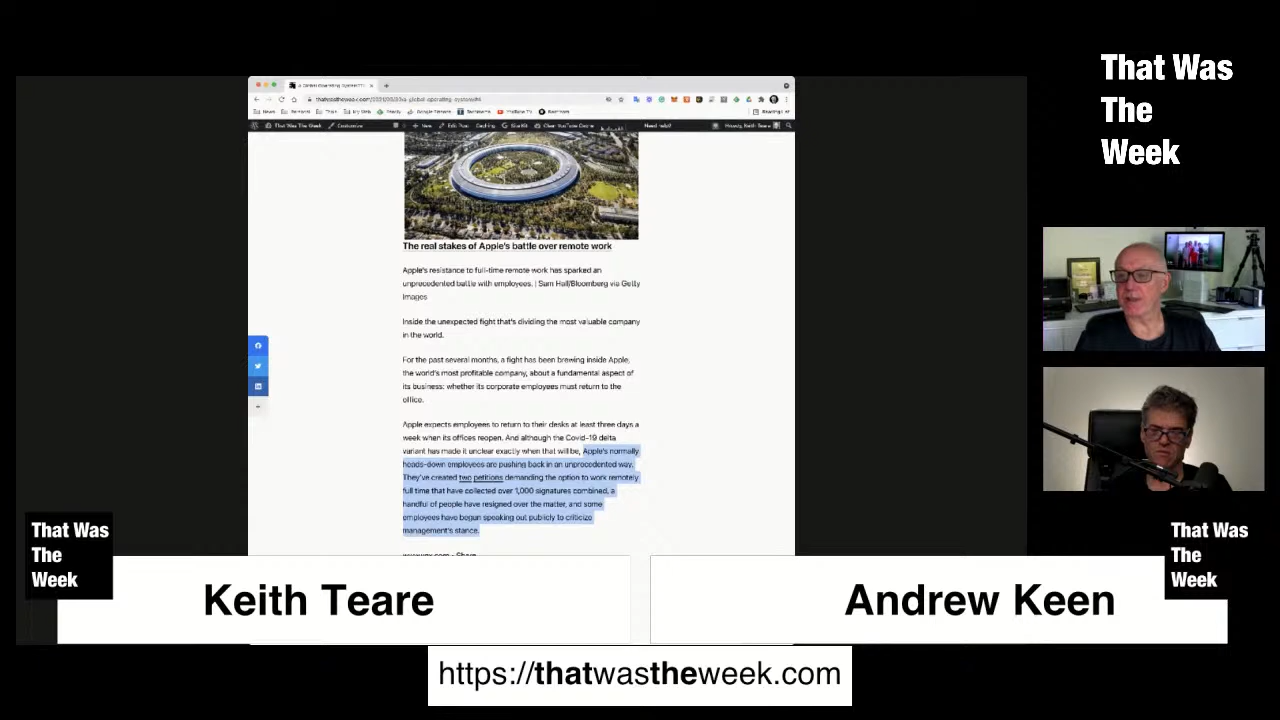 That Was
The
Week
The real stakes of Apple's battle over remote work
Apple's resistance to full-time remote work has sparked an
unprecedented battle with employees. | Sam Hall/Bloomberg via Getty
Images
Inside the unexpected fight that's dividing the most valuable company
in the world.
For the past several months, a fight has been brewing inside Apple,
the world's most profitable company, about a fundamental aspect of
its business: whether its corporate employees must return to the
office.
Apple expects employees to return to their desks at least three days a
week when its offices reopen. And although the Covid-19 delta
variant has made it unclear exactly when that will be, Apple's normally
heads-down employees are pushing back in an unprecedented way.
They've created two petitions demanding the option to work remotely
full time that have collected over 1,000 signatures combined, a
handful of people have resigned over the matter, and some
employees have begun speaking out publicly to criticize
management's stance.
That Was
The
Week
Keith Teare
That Was
The
Week
Andrew Keen
https://thatwastheweek.com